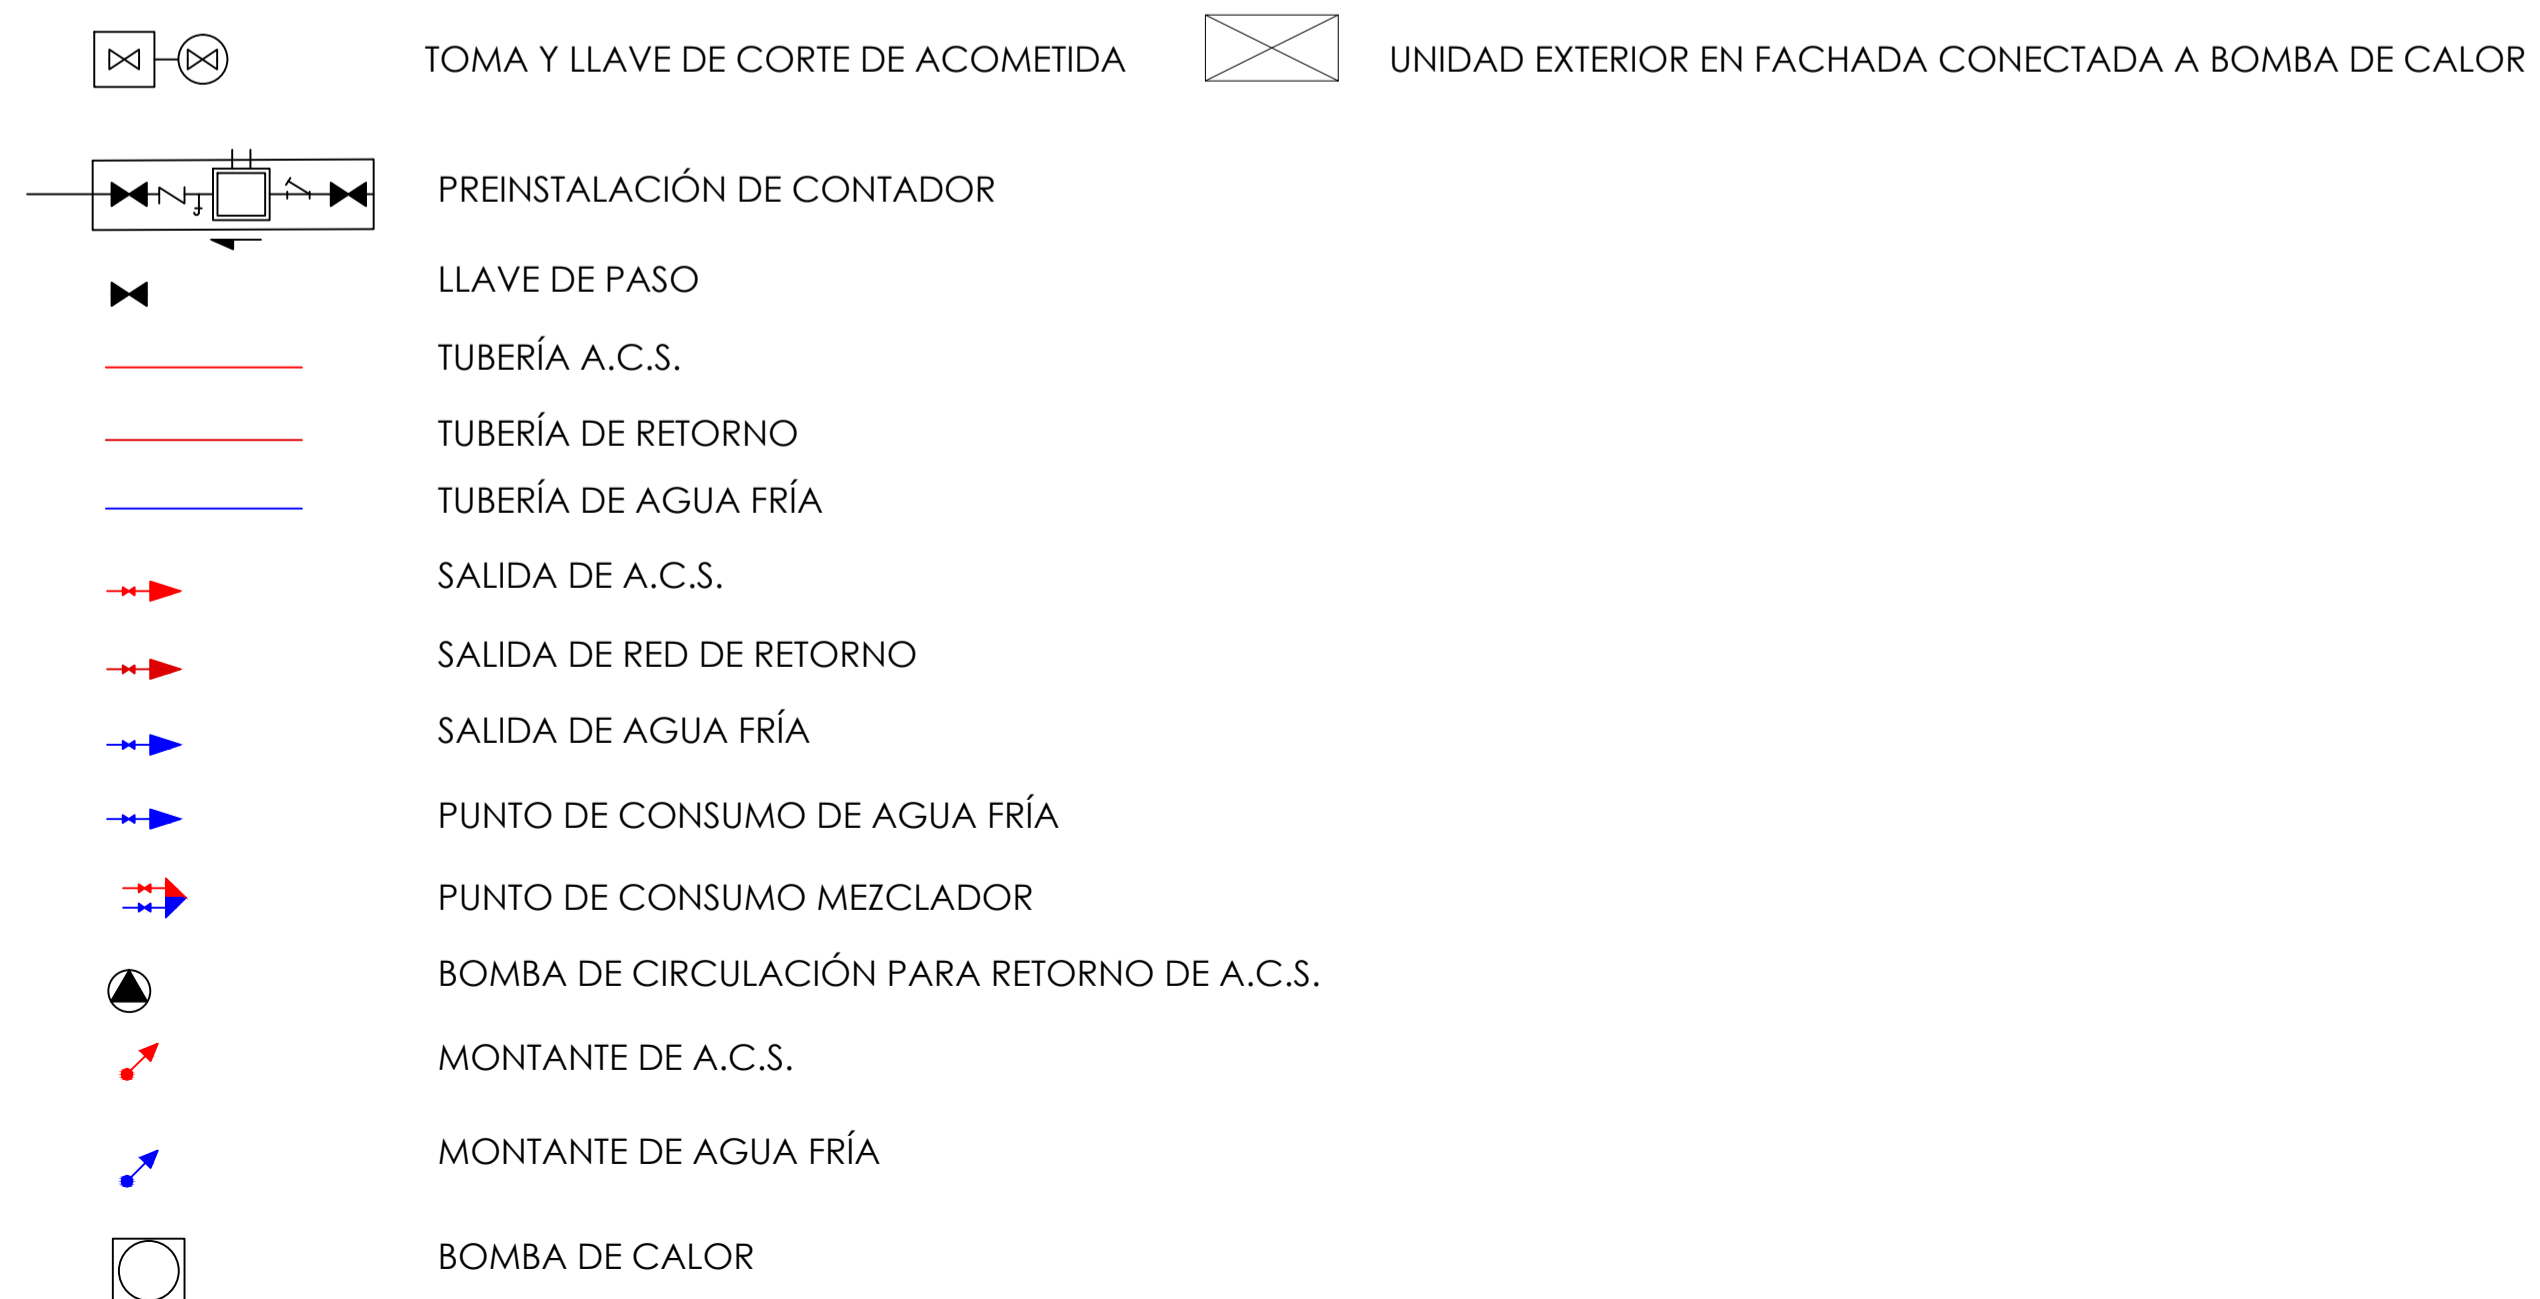 TOMA Y LLAVE DE CORTE DE ACOMETIDA
UNIDAD EXTERIOR EN FACHADA CONECTADA A BOMBA DE CALOR
PREINSTALACIÓN DE CONTADOR
LLAVE DE PASO
TUBERÍA A.C.S.
TUBERÍA DE RETORNO
TUBERÍA DE AGUA FRÍA
SALIDA DE A.C.S.
SALIDA DE RED DE RETORNO
SALIDA DE AGUA FRÍA
PUNTO DE CONSUMO DE AGUA FRÍA
PUNTO DE CONSUMO MEZCLADOR
BOMBA DE CIRCULACIÓN PARA RETORNO DE A.C.S.
MONTANTE DE A.C.S.
MONTANTE DE AGUA FRÍA
BOMBA DE CALOR